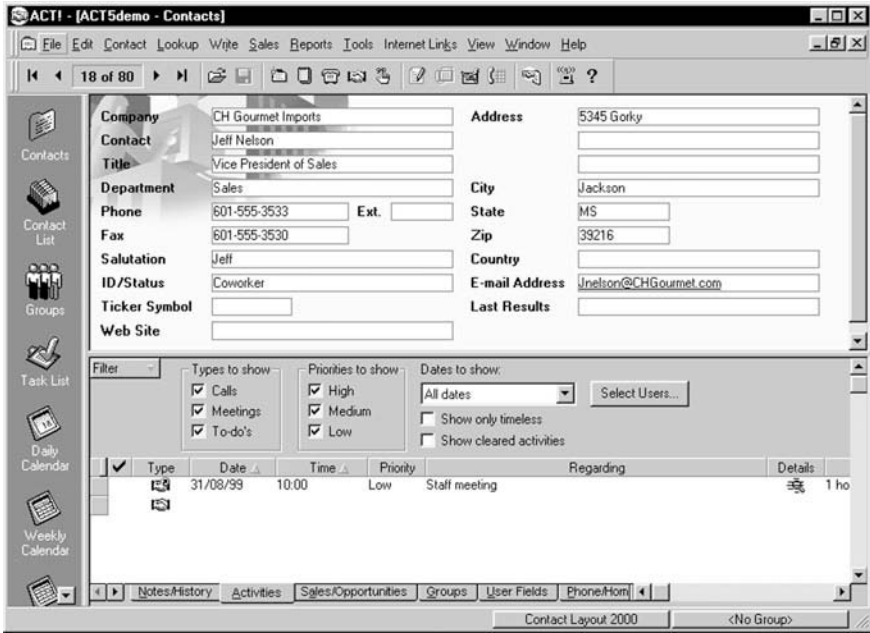 ACT! - [ACT5demo - Contacts]
File Edit Contact Lookup Write Sales Reports Tools Internet Links View Window Help
18 of 80
Contacts
Contact List
Groups
Task List
Daily Calendar
Weekly Calendar
Company CH Gourmet Imports
Contact Jeff Nelson
Title Vice President of Sales
Department Sales
Phone 601-555-3533 Ext.
Fax 601-555-3530
Salutation Jeff
ID/Status Coworker
Ticker Symbol
Web Site
Address 5345 Gorky
City Jackson
State MS
Zip 39216
Country
E-mail Address Jnelson@CHGourmet.com
Last Results
Filter
Types to show
Calls
Meetings
To-do's
Priorities to show
High
Medium
Low
Dates to show:
All dates
Show only timeless
Show cleared activities
Select Users...
Type Date Time Priority Regarding Details
31/08/99 10:00 Low Staff meeting 1 ho
Notes/History Activities Sales/Opportunities Groups User Fields Phone/Hom
Contact Layout 2000 <No Group>